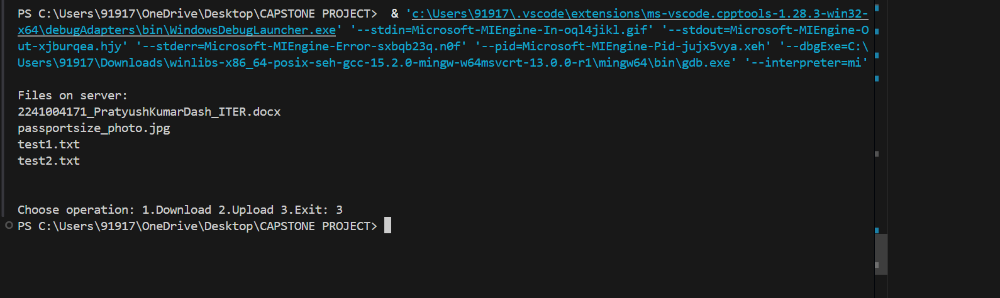 PS C:\Users\91917\OneDrive\Desktop\CAPSTONE PROJECT>  & 'c:\Users\91917\.vscode\extensions\ms-vscode.cpptools-1.28.3-win32-
x64\debugAdapters\bin\WindowsDebugLauncher.exe' '--stdin=Microsoft-MIEngine-In-oql4jikl.gif' '--stdout=Microsoft-MIEngine-O
ut-xjburqea.hjy' '--stderr=Microsoft-MIEngine-Error-sxbqb23q.n0f' '--pid=Microsoft-MIEngine-Pid-jujx5vya.xeh' '--dbgExe=C:\
Users\91917\Downloads\winlibs-x86_64-posix-seh-gcc-15.2.0-mingw-w64msvcrt-13.0.0-r1\mingw64\bin\gdb.exe' '--interpreter=mi'
Files on server:
2241004171_PratyushKumarDash_ITER.docx
passportsize_photo.jpg
test1.txt
test2.txt
Choose operation: 1.Download 2.Upload 3.Exit: 3
PS C:\Users\91917\OneDrive\Desktop\CAPSTONE PROJECT>